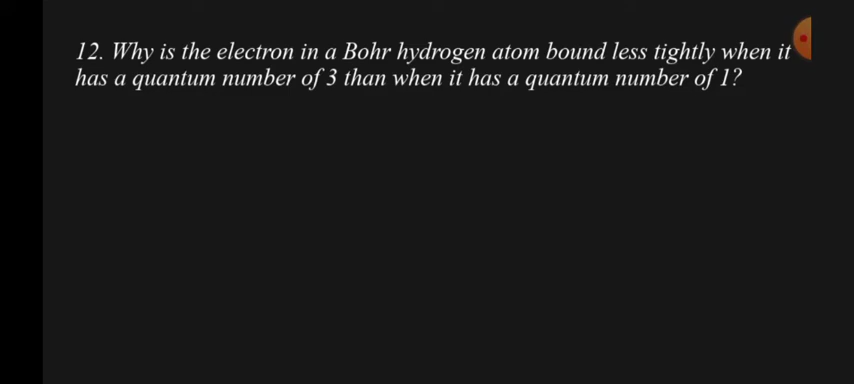 12. Why is the electron in a Bohr hydrogen atom bound less tightly when it
has a quantum number of 3 than when it has a quantum number of 1?